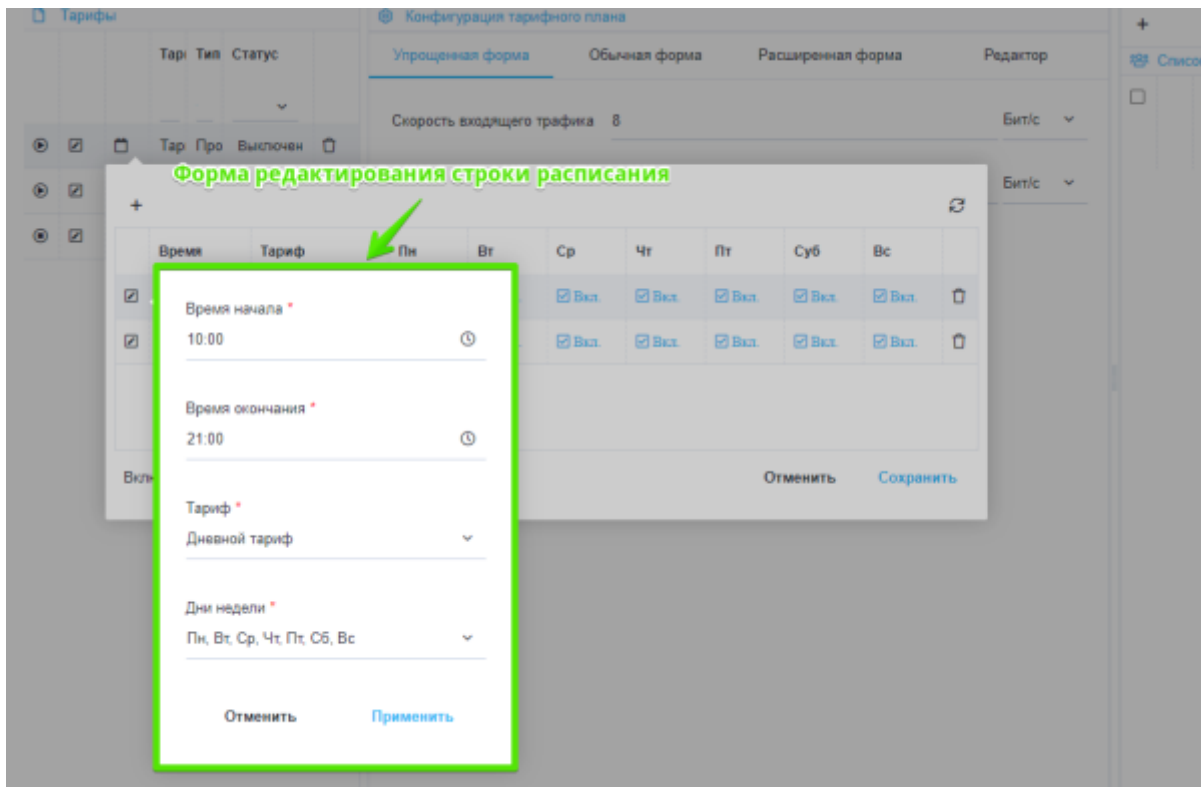 Тарифы
Конфигурация тарифного плана
Тари Тип Статус
Упрощенная форма Обычная форма Расширенная форма Редактор
Скорость входящего трафика 8 Бит/с
Тар Про Выключен
Форма редактирования строки расписания
Бит/с
Время Тариф Пн Вт Ср Чт Пт Суб Вс
Вкл. Вкл. Вкл. Вкл. Вкл.
Вкл. Вкл. Вкл. Вкл. Вкл.
Время начала *
10:00
Время окончания *
21:00
Отменить Сохранить
Тариф *
Дневной тариф
Дни недели *
Пн, Вт, Ср, Чт, Пт, Сб, Вс
Отменить Применить